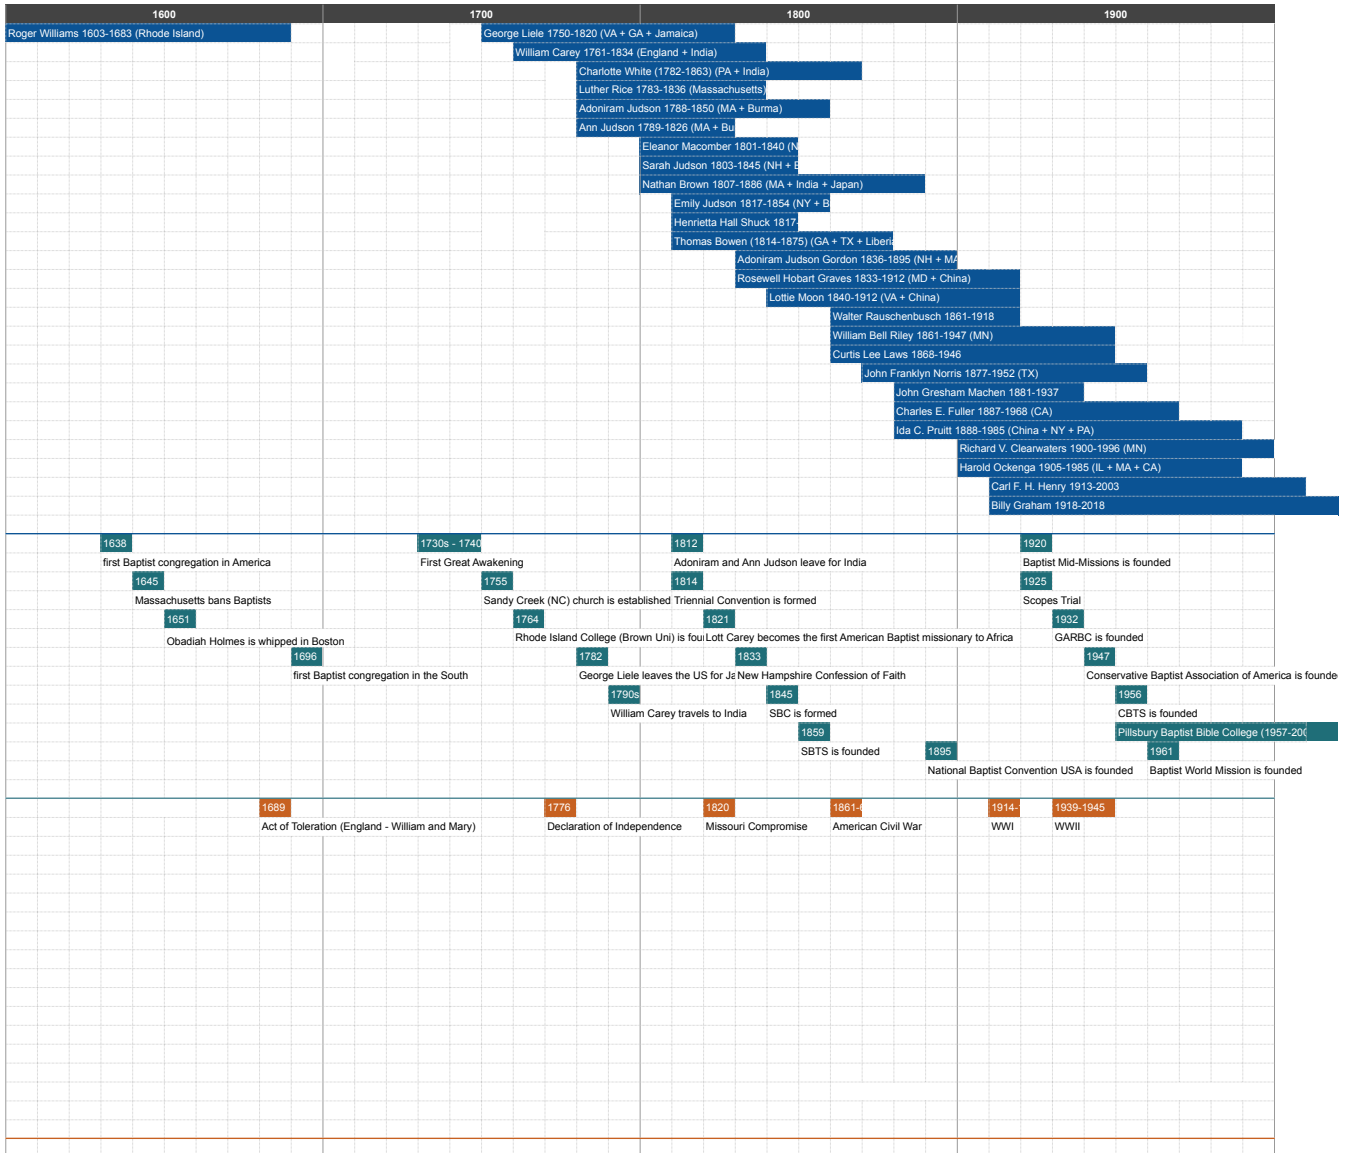 1600 1700 1800 1900
Roger Williams 1603-1683 (Rhode Island) George Liele 1750-1820 (VA + GA + Jamaica)
William Carey 1761-1834 (England + India)
Charlotte White (1782-1863) (PA + India)
Luther Rice 1783-1836 (Massachusetts)
Adoniram Judson 1788-1850 (MA + Burma)
Ann Judson 1789-1826 (MA + Bu
Eleanor Macomber 1801-1840 (N
Sarah Judson 1803-1845 (NH + B
Nathan Brown 1807-1886 (MA + India + Japan)
Emily Judson 1817-1854 (NY + B
Henrietta Hall Shuck 1817-
Thomas Bowen (1814-1875) (GA + TX + Liberia
Adoniram Judson Gordon 1836-1895 (NH + MA
Rosewell Hobart Graves 1833-1912 (MD + China)
Lottie Moon 1840-1912 (VA + China)
Walter Rauschenbusch 1861-1918
William Bell Riley 1861-1947 (MN)
Curtis Lee Laws 1868-1946
John Franklyn Norris 1877-1952 (TX)
John Gresham Machen 1881-1937
Charles E. Fuller 1887-1968 (CA)
Ida C. Pruitt 1888-1985 (China + NY + PA)
Richard V. Clearwaters 1900-1996 (MN)
Harold Ockenga 1905-1985 (IL + MA + CA)
Carl F. H. Henry 1913-2003
Billy Graham 1918-2018
1638 1730s - 1740 1812 1920
first Baptist congregation in America First Great Awakening Adoniram and Ann Judson leave for India Baptist Mid-Missions is founded
1645 1755 1814 1925
Massachusetts bans Baptists Sandy Creek (NC) church is established Triennial Convention is formed Scopes Trial
1651 1764 1821 1932
Obadiah Holmes is whipped in Boston Rhode Island College (Brown Uni) is fou Lott Carey becomes the first American Baptist missionary to Africa GARBC is founded
1696 1782 1833 1947
first Baptist congregation in the South George Liele leaves the US for Ja New Hampshire Confession of Faith Conservative Baptist Association of America is founde
1790s 1845 1956
William Carey travels to India SBC is formed CBTS is founded
1859 Pillsbury Baptist Bible College (1957-200
SBTS is founded 1895 1961
National Baptist Convention USA is founded Baptist World Mission is founded
1689 1776 1820 1861-6 1914-1 1939-1945
Act of Toleration (England - William and Mary) Declaration of Independence Missouri Compromise American Civil War WWI WWII